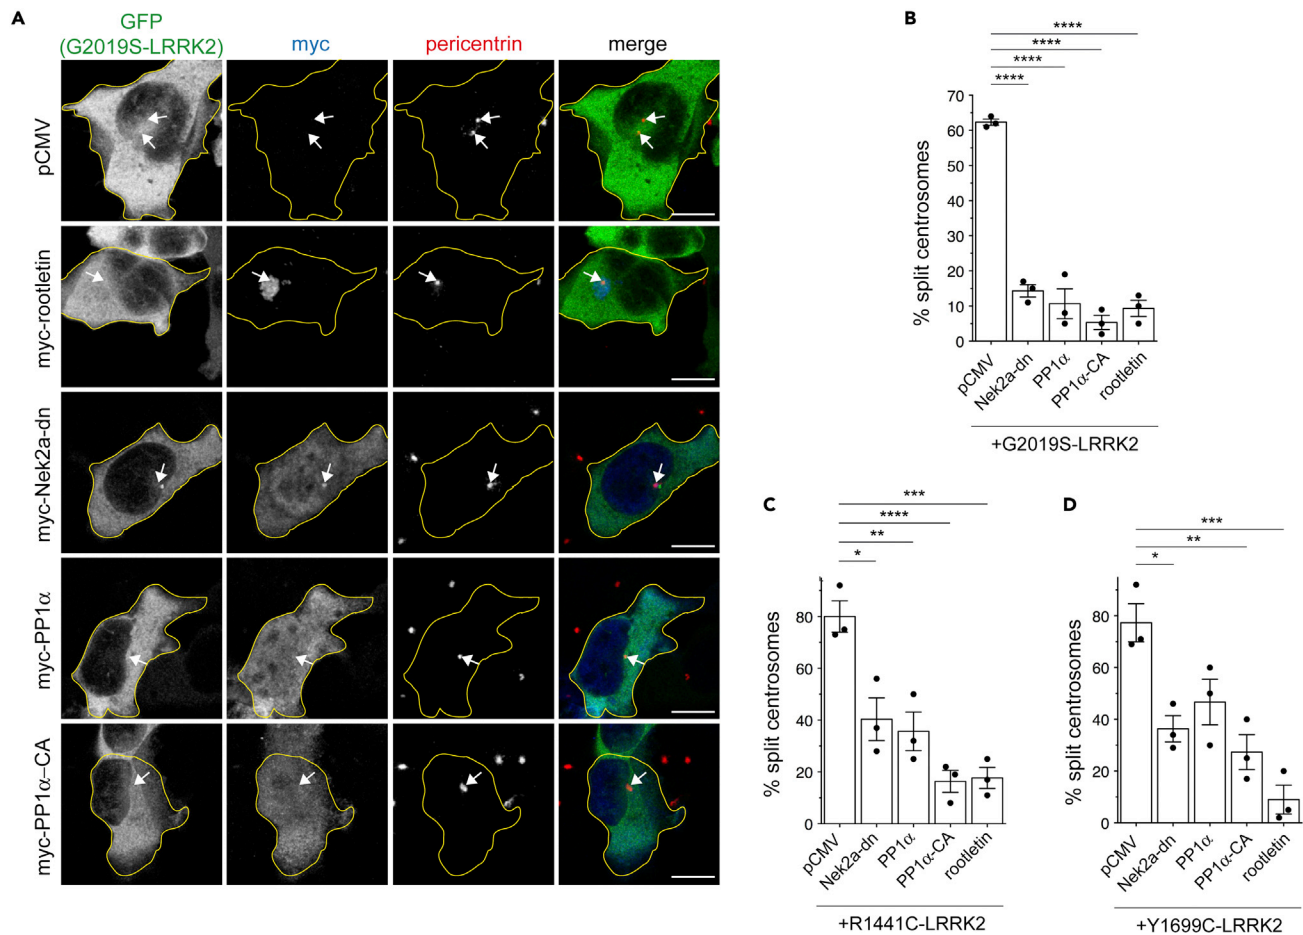 A
GFP
(G2019S-LRRK2)
myc
pericentrin
merge
pCMV
myc-rootletin
myc-Nek2a-dn
myc-PP1α
myc-PP1α–CA
B
****
****
****
****
% split centrosomes
70
60
50
40
30
20
10
0
pCMV
Nek2a-dn
PP1α
PP1α-CA
rootletin
+G2019S-LRRK2
C
***
****
**
*
% split centrosomes
80
60
40
20
0
pCMV
Nek2a-dn
PP1α
PP1α-CA
rootletin
+R1441C-LRRK2
D
***
**
*
% split centrosomes
80
60
40
20
0
pCMV
Nek2a-dn
PP1α
PP1α-CA
rootletin
+Y1699C-LRRK2